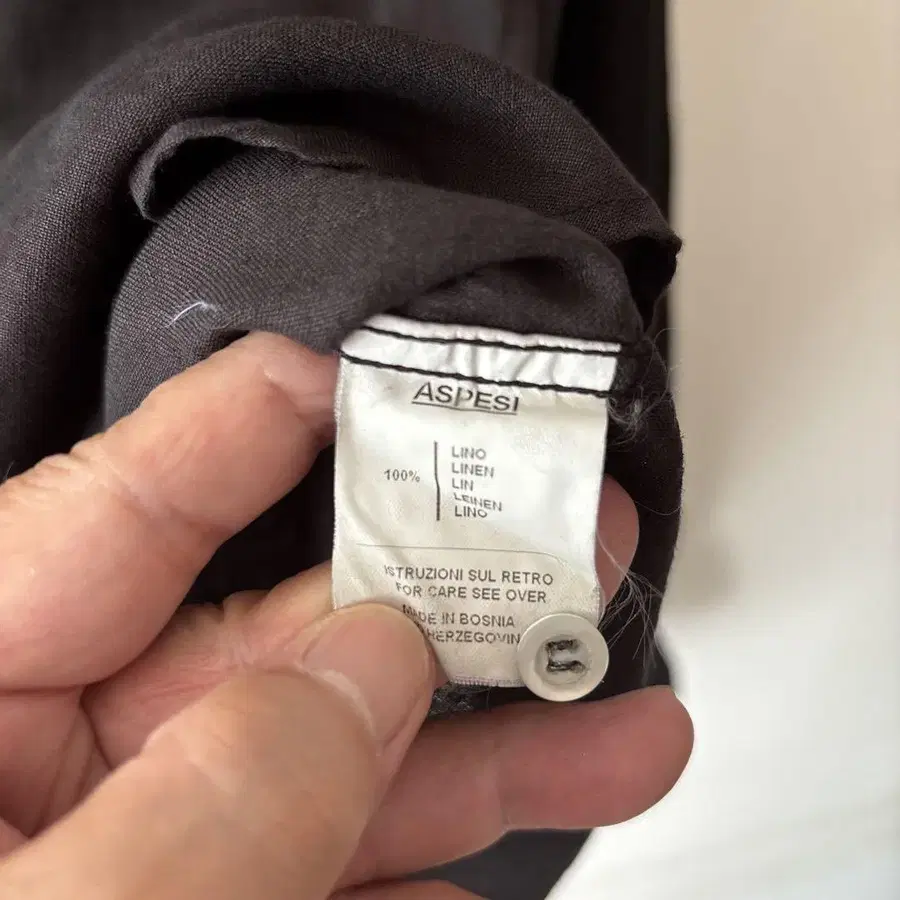 ASPESI
100%
LINO
LINEN
LIN
LEINEN
LINO
ISTRUZIONI SUL RETRO
FOR CARE SEE OVER
MADE IN BOSNIA